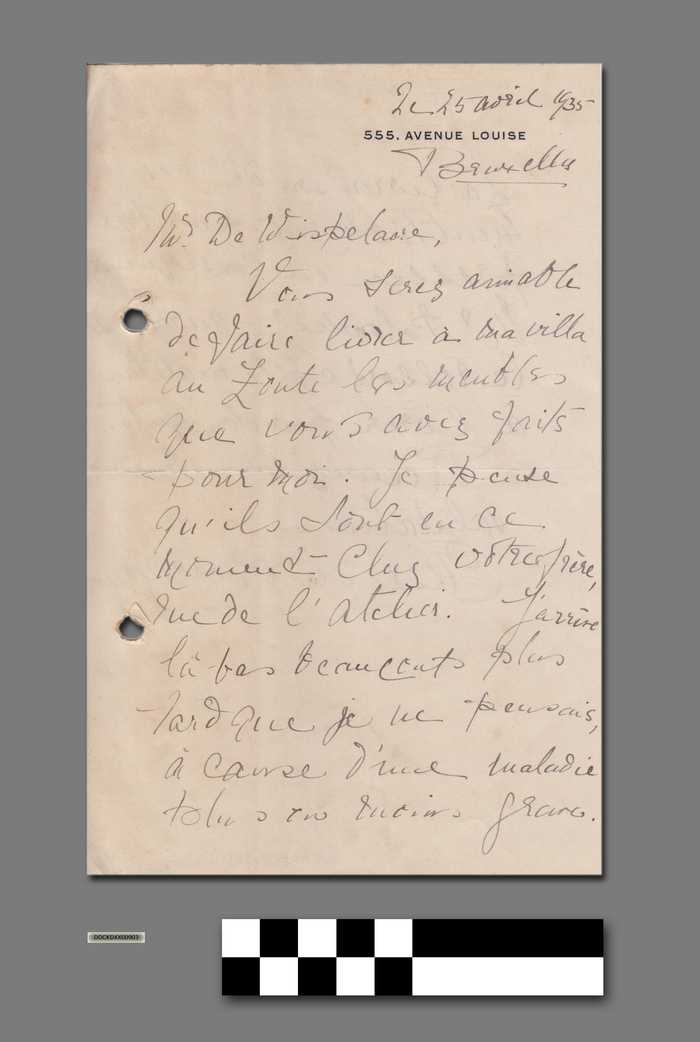 Le 25 avril 1935
555, AVENUE LOUISE
Bruxelles
Mr. De Wispelaere,
Vous serez aimable
de faire livrer à ma villa
au Zoute les meubles
que vous avez faits
pour moi. Je pense
qu'ils sont en ce
moment chez votre frère,
rue de l'atelier. J'arrive
là bas beaucoup plus
tard que je ne pensais,
à cause d'une maladie
plus ou moins grave.